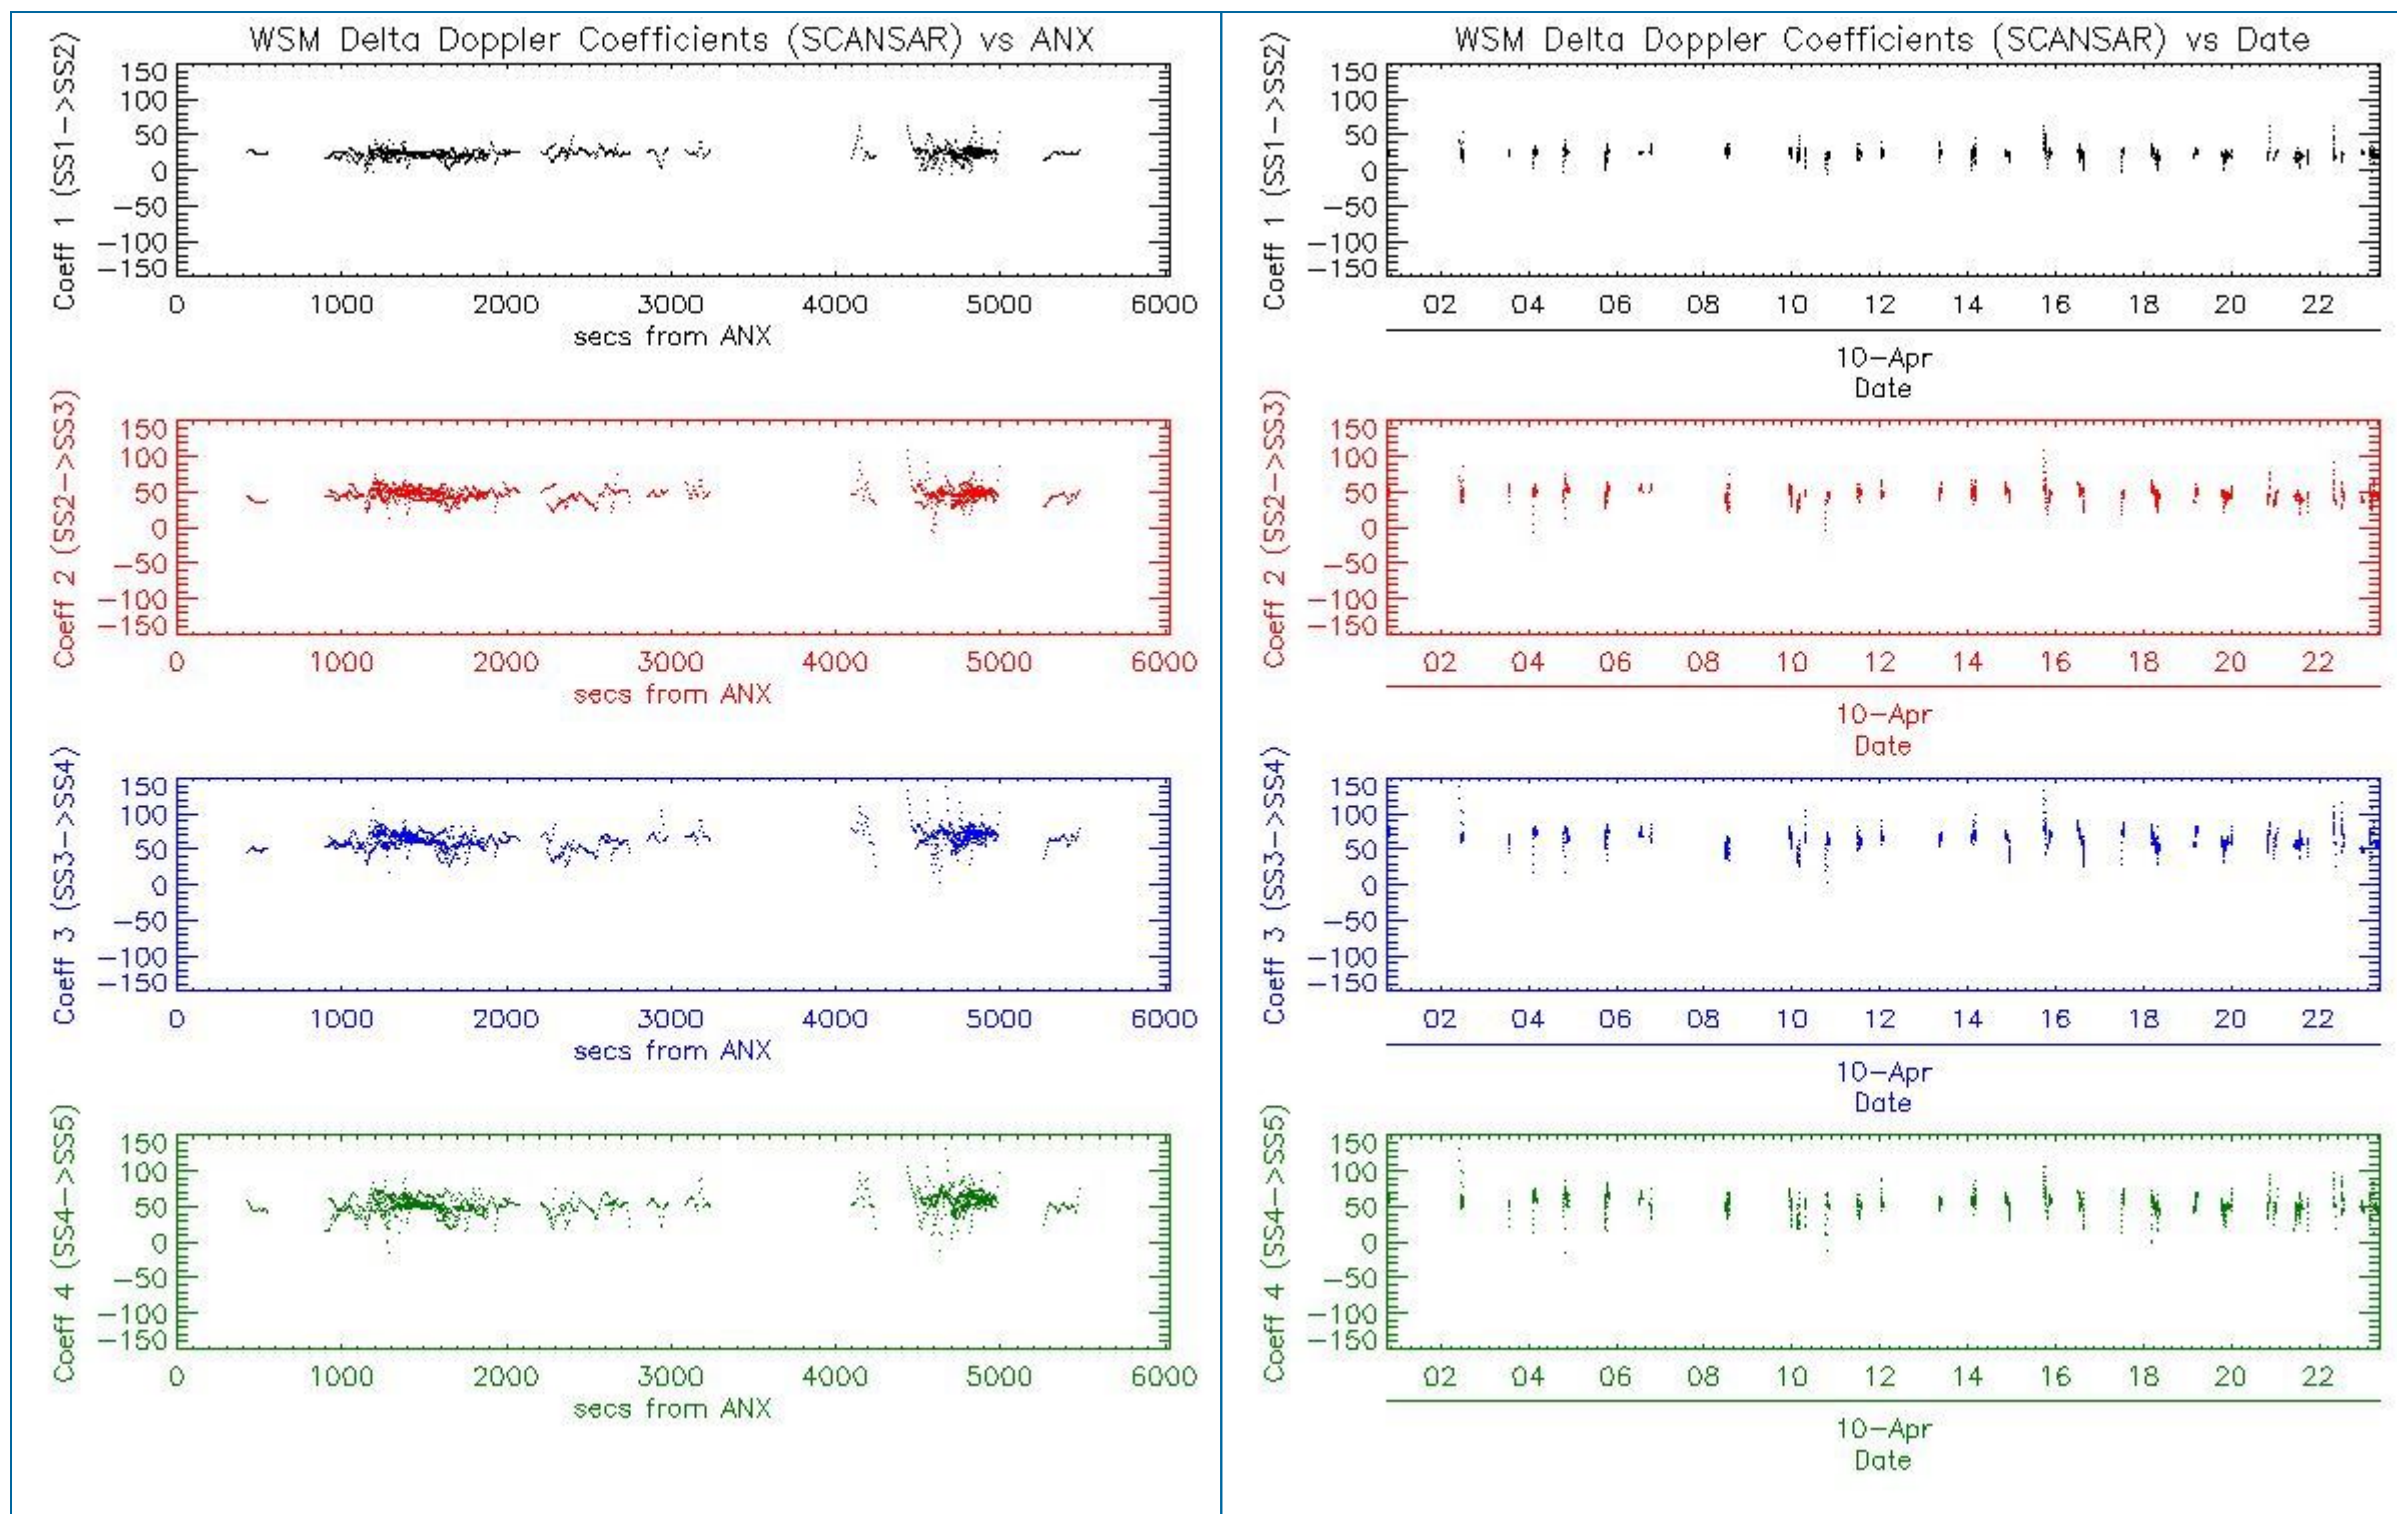 WSM Delta Doppler Coefficients (SCANSAR) vs ANX
Coeff 1 (SS1->SS2)
150
100
50
0
-50
-100
-150
0 1000 2000 3000 4000 5000 6000
secs from ANX
Coeff 2 (SS2->SS3)
150
100
50
0
-50
-100
-150
0 1000 2000 3000 4000 5000 6000
secs from ANX
Coeff 3 (SS3->SS4)
150
100
50
0
-50
-100
-150
0 1000 2000 3000 4000 5000 6000
secs from ANX
Coeff 4 (SS4->SS5)
150
100
50
0
-50
-100
-150
0 1000 2000 3000 4000 5000 6000
secs from ANX
WSM Delta Doppler Coefficients (SCANSAR) vs Date
Coeff 1 (SS1->SS2)
150
100
50
0
-50
-100
-150
02 04 06 08 10 12 14 16 18 20 22
10-Apr
Date
Coeff 2 (SS2->SS3)
150
100
50
0
-50
-100
-150
02 04 06 08 10 12 14 16 18 20 22
10-Apr
Date
Coeff 3 (SS3->SS4)
150
100
50
0
-50
-100
-150
02 04 06 08 10 12 14 16 18 20 22
10-Apr
Date
Coeff 4 (SS4->SS5)
150
100
50
0
-50
-100
-150
02 04 06 08 10 12 14 16 18 20 22
10-Apr
Date